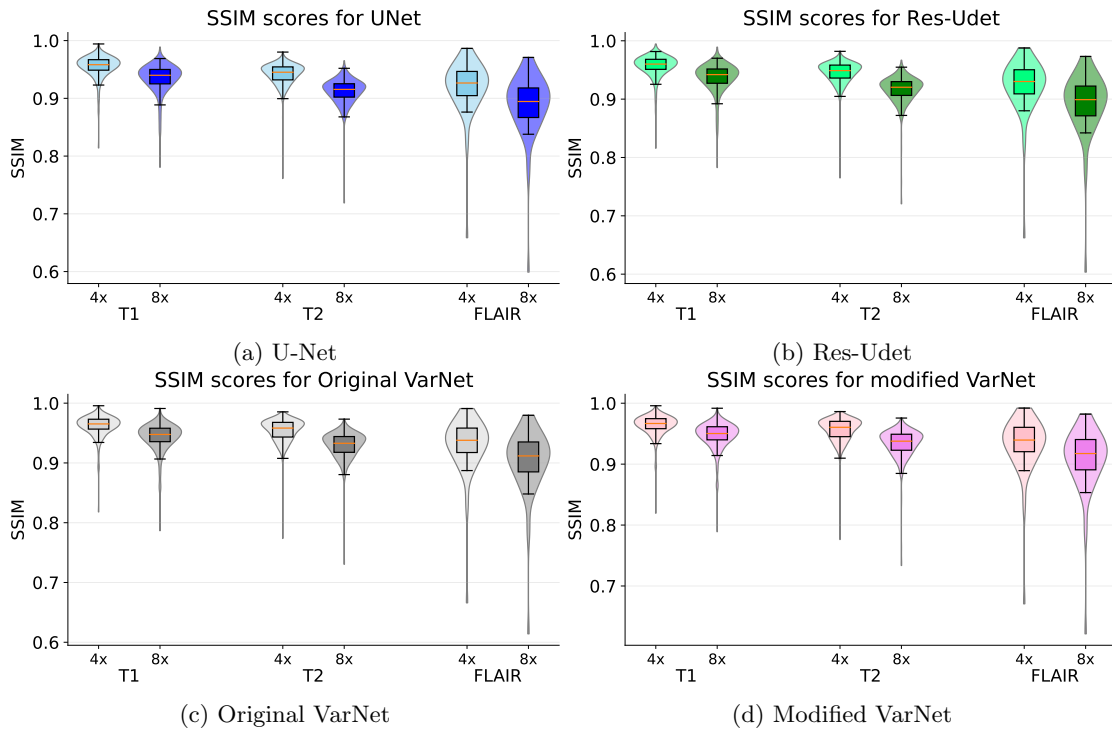 SSIM scores for UNet
SSIM
1.0
0.9
0.8
0.7
0.6
4x 8x 4x 8x 4x 8x
T1 T2 FLAIR
(a) U-Net
SSIM scores for Res-Udet
SSIM
1.0
0.9
0.8
0.7
0.6
4x 8x 4x 8x 4x 8x
T1 T2 FLAIR
(b) Res-Udet
SSIM scores for Original VarNet
SSIM
1.0
0.9
0.8
0.7
0.6
4x 8x 4x 8x 4x 8x
T1 T2 FLAIR
(c) Original VarNet
SSIM scores for modified VarNet
SSIM
1.0
0.9
0.8
0.7
4x 8x 4x 8x 4x 8x
T1 T2 FLAIR
(d) Modified VarNet